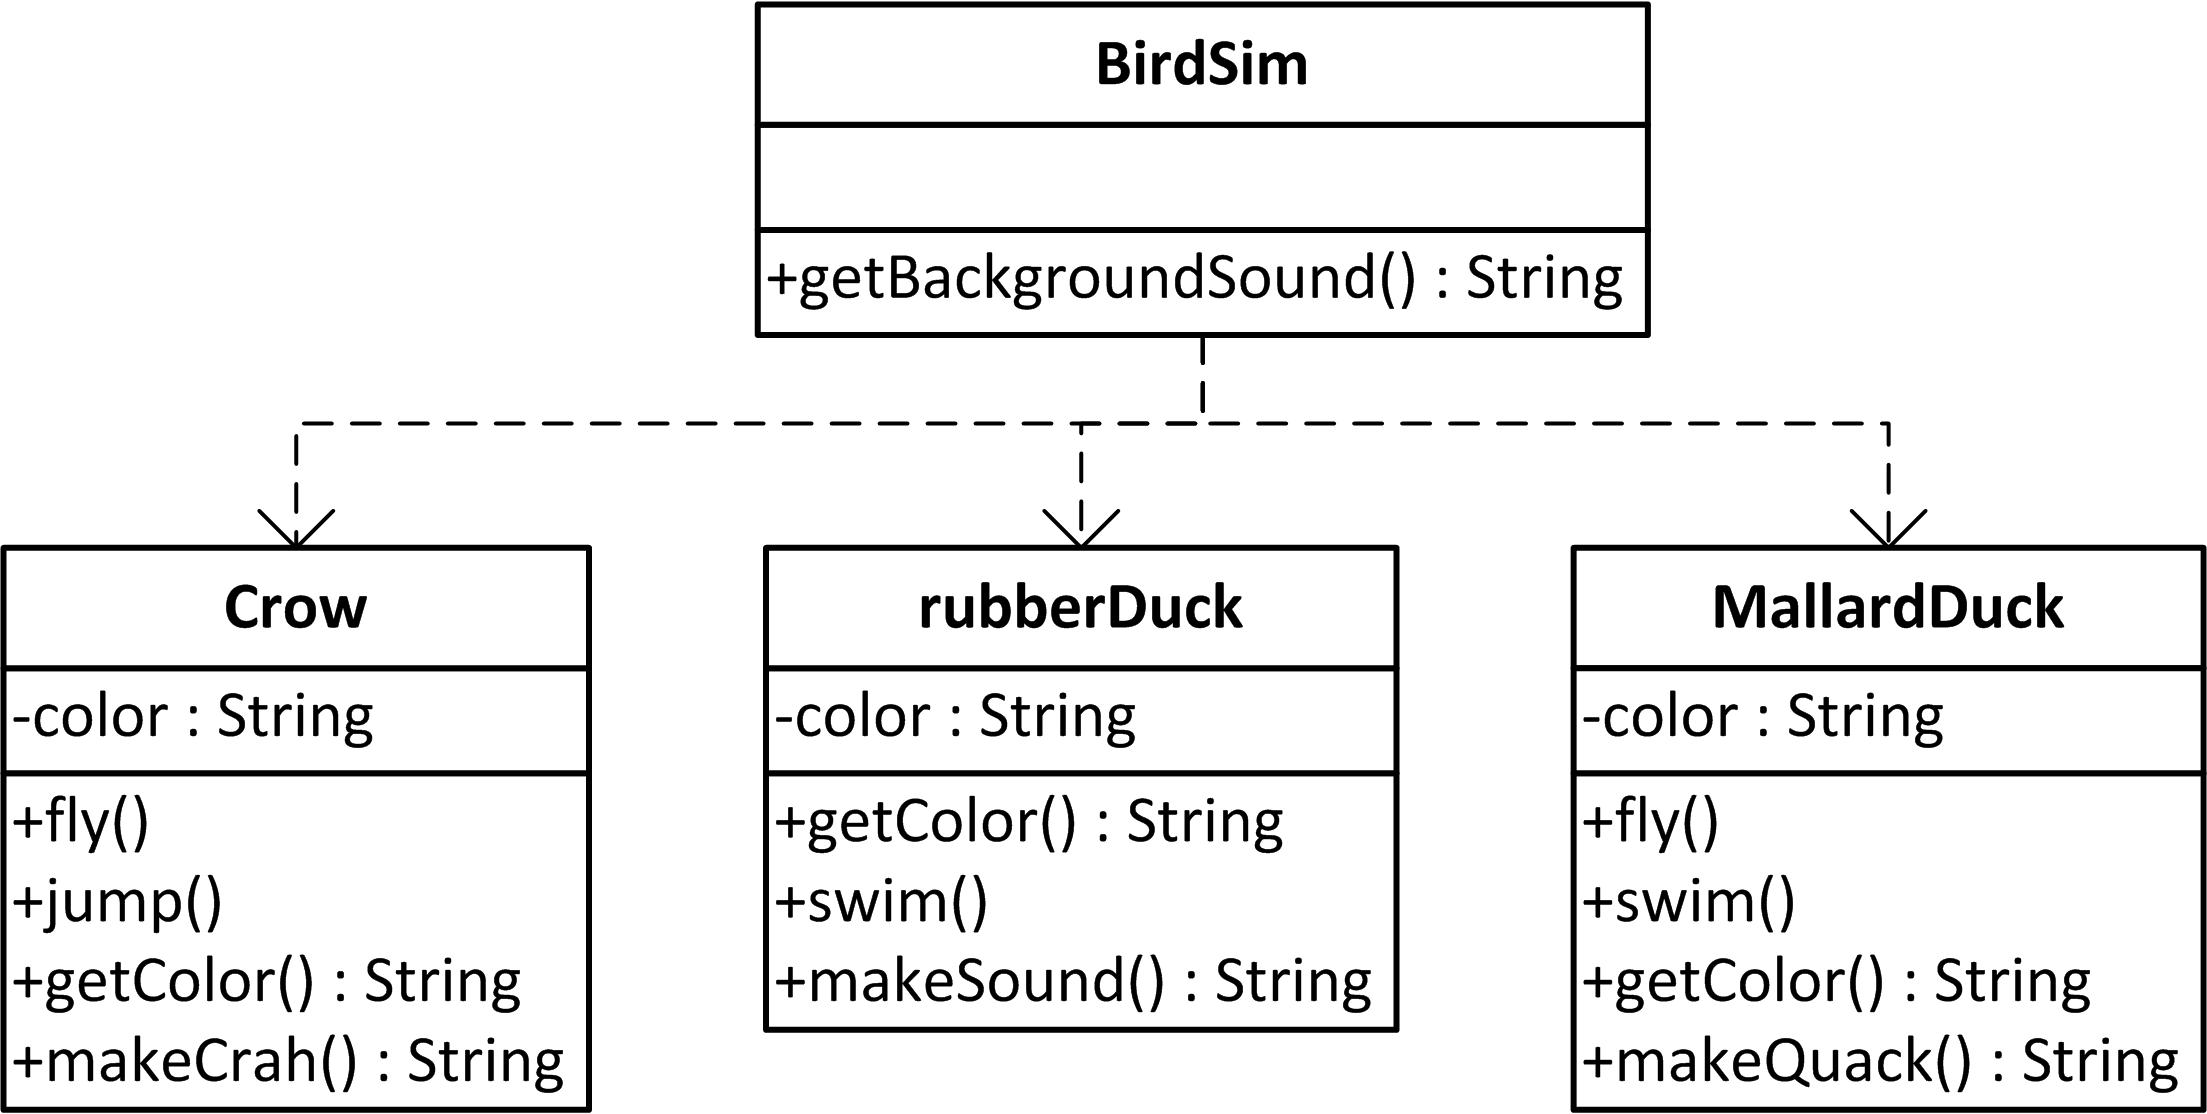 BirdSim
+getBackgroundSound() : String
Crow
-color : String
+fly()
+jump()
+getColor() : String
+makeCrah() : String
rubberDuck
-color : String
+getColor() : String
+swim()
+makeSound() : String
MallardDuck
-color : String
+fly()
+swim()
+getColor() : String
+makeQuack() : String